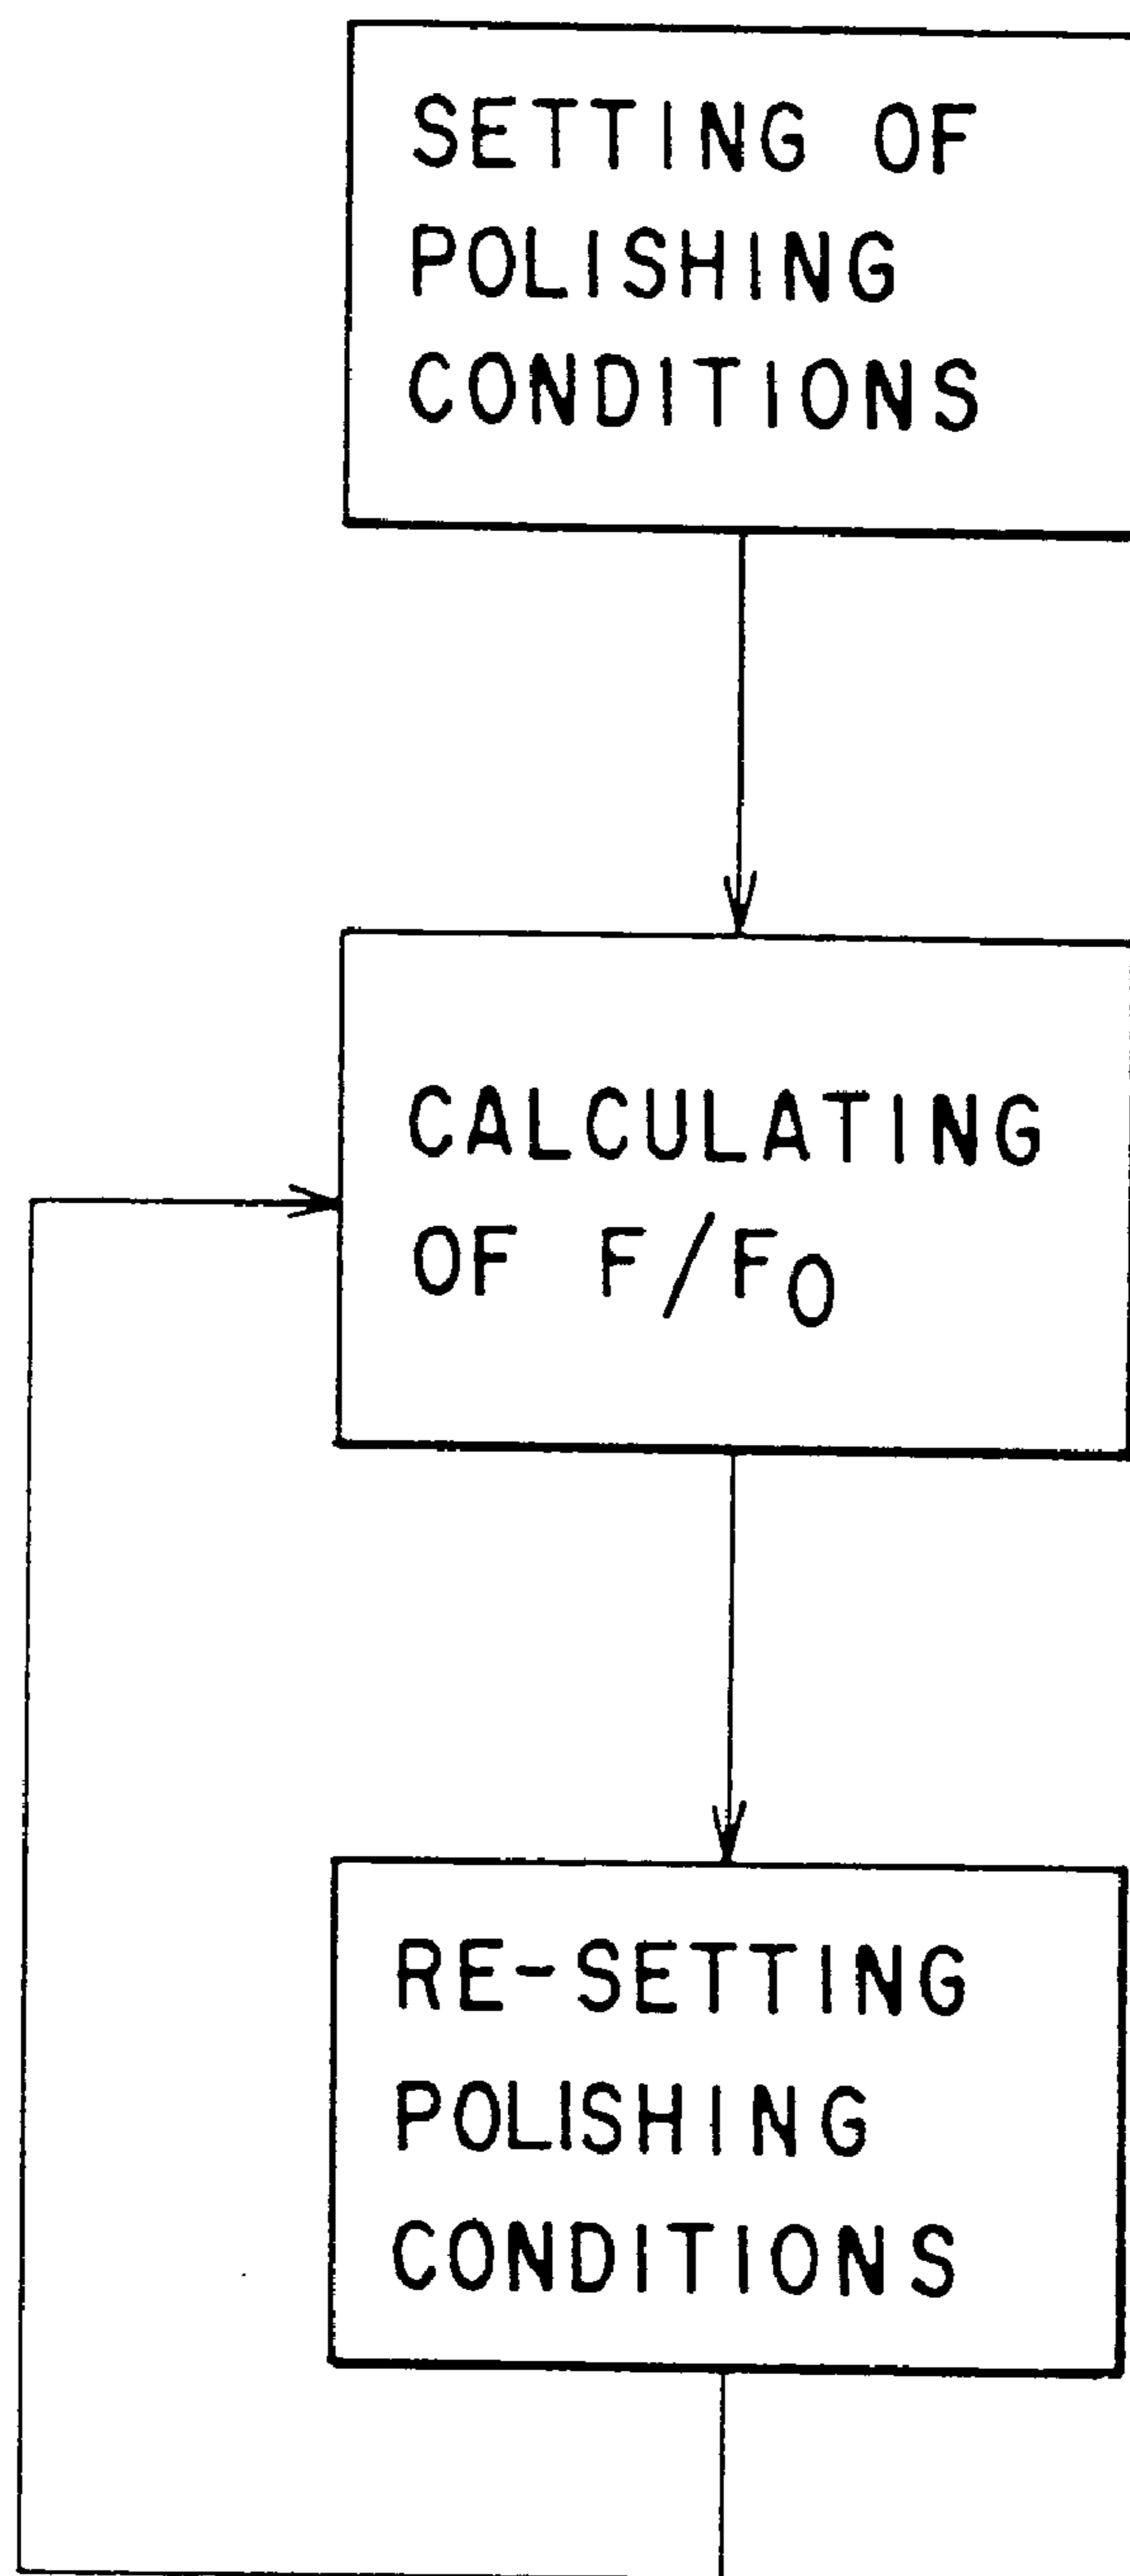 SETTING OF
POLISHING
CONDITIONS
CALCULATING
OF F/F₀
RE-SETTING
POLISHING
CONDITIONS